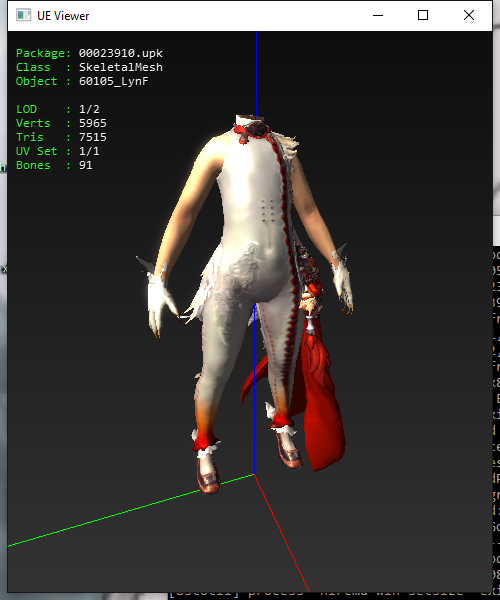 UE Viewer
Package: 00023910.upk
Class : SkeletalMesh
Object : 60105_LynF
LOD : 1/2
Verts : 5965
Tris : 7515
UV Set : 1/1
Bones : 91